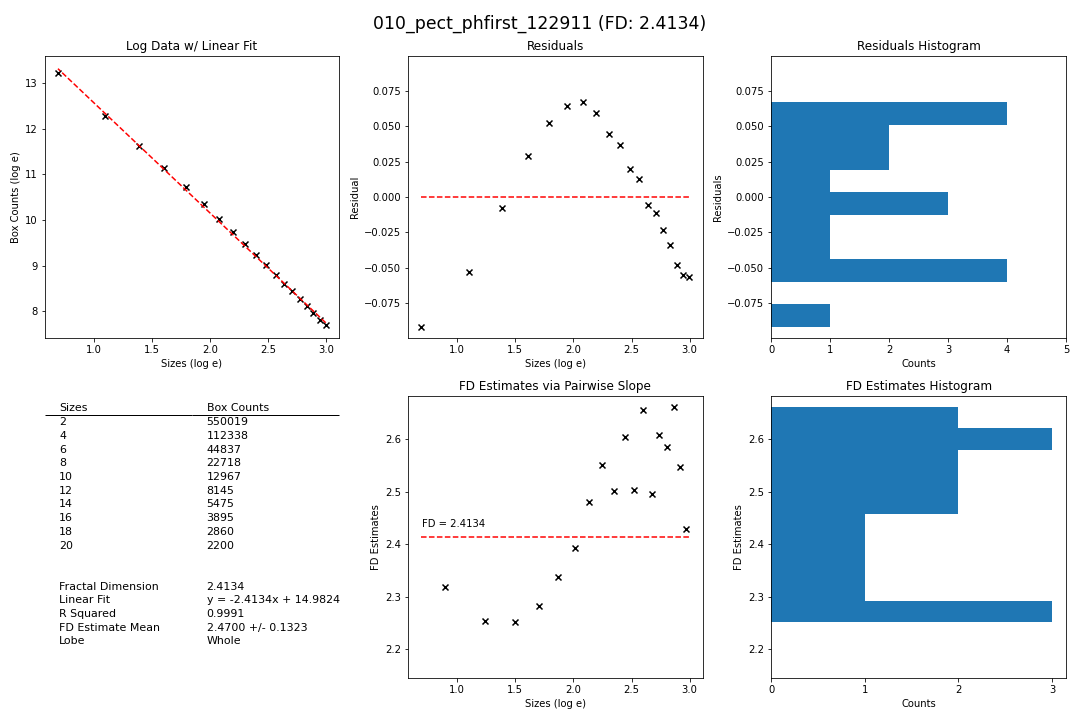 010_pect_phfirst_122911 (FD: 2.4134)
Log Data w/ Linear Fit
Box Counts (log e)
13
12
11
10
9
8
1.0 1.5 2.0 2.5 3.0
Sizes (log e)
Residuals
Residual
0.075
0.050
0.025
0.000
−0.025
−0.050
−0.075
1.0 1.5 2.0 2.5 3.0
Sizes (log e)
Residuals Histogram
Residuals
0.075
0.050
0.025
0.000
−0.025
−0.050
−0.075
0 1 2 3 4 5
Counts
Sizes Box Counts
2 550019
4 112338
6 44837
8 22718
10 12967
12 8145
14 5475
16 3895
18 2860
20 2200
Fractal Dimension 2.4134
Linear Fit y = -2.4134x + 14.9824
R Squared 0.9991
FD Estimate Mean 2.4700 +/- 0.1323
Lobe Whole
FD Estimates via Pairwise Slope
FD Estimates
2.6
2.5
2.4
2.3
2.2
FD = 2.4134
1.0 1.5 2.0 2.5 3.0
Sizes (log e)
FD Estimates Histogram
FD Estimates
2.6
2.5
2.4
2.3
2.2
0 1 2 3
Counts